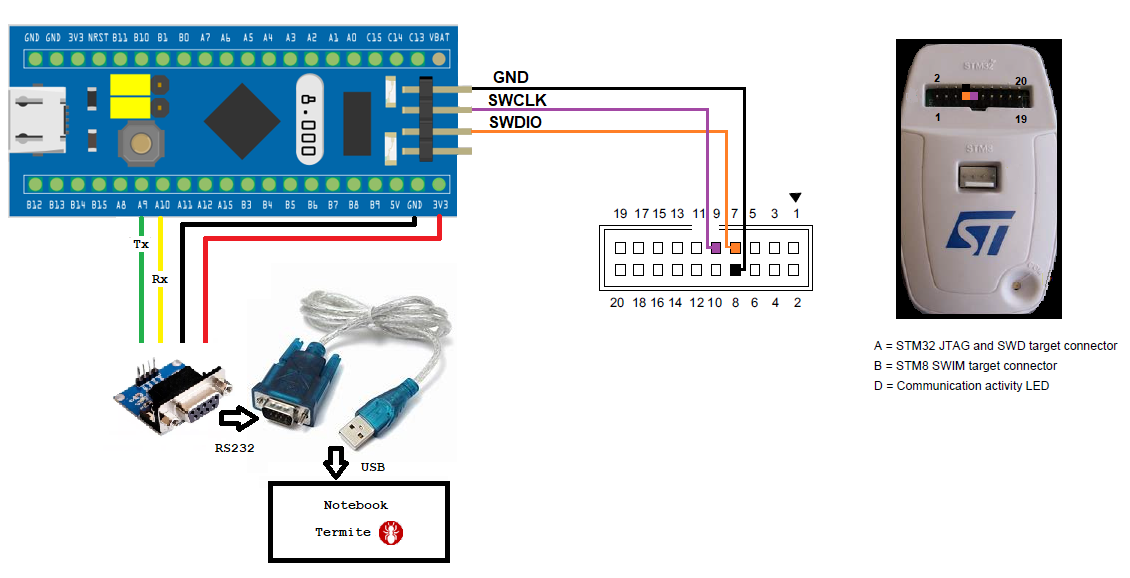 GND GND 3V3 NRST B11 B10 B1 B0 A7 A6 A5 A4 A3 A2 A1 A0 C15 C14 C13 VBAT
8.000
B12 B13 B14 B15 A8 A9 A10 A11 A12 A15 B3 B4 B5 B6 B7 B8 B9 5V GND 3V3
GND
SWCLK
SWDIO
Tx
Rx
19 17 15 13 11 9 7 5 3 1
20 18 16 14 12 10 8 6 4 2
STM32
2 20
1 19
STM8
ST
A = STM32 JTAG and SWD target connector
B = STM8 SWIM target connector
D = Communication activity LED
RS232
USB
Notebook
Termite